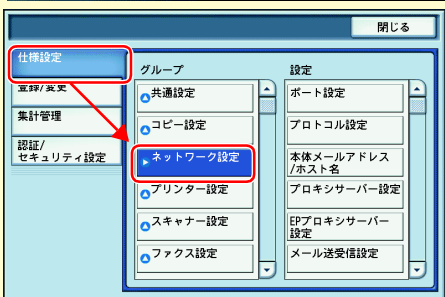 閉じる
仕様設定
登録/変更
集計管理
認証/
セキュリティ設定
グループ
共通設定
コピー設定
ネットワーク設定
プリンター設定
スキャナー設定
ファクス設定
設定
ポート設定
プロトコル設定
本体メールアドレス
/ホスト名
プロキシサーバー設定
EPプロキシサーバー
設定
メール送受信設定